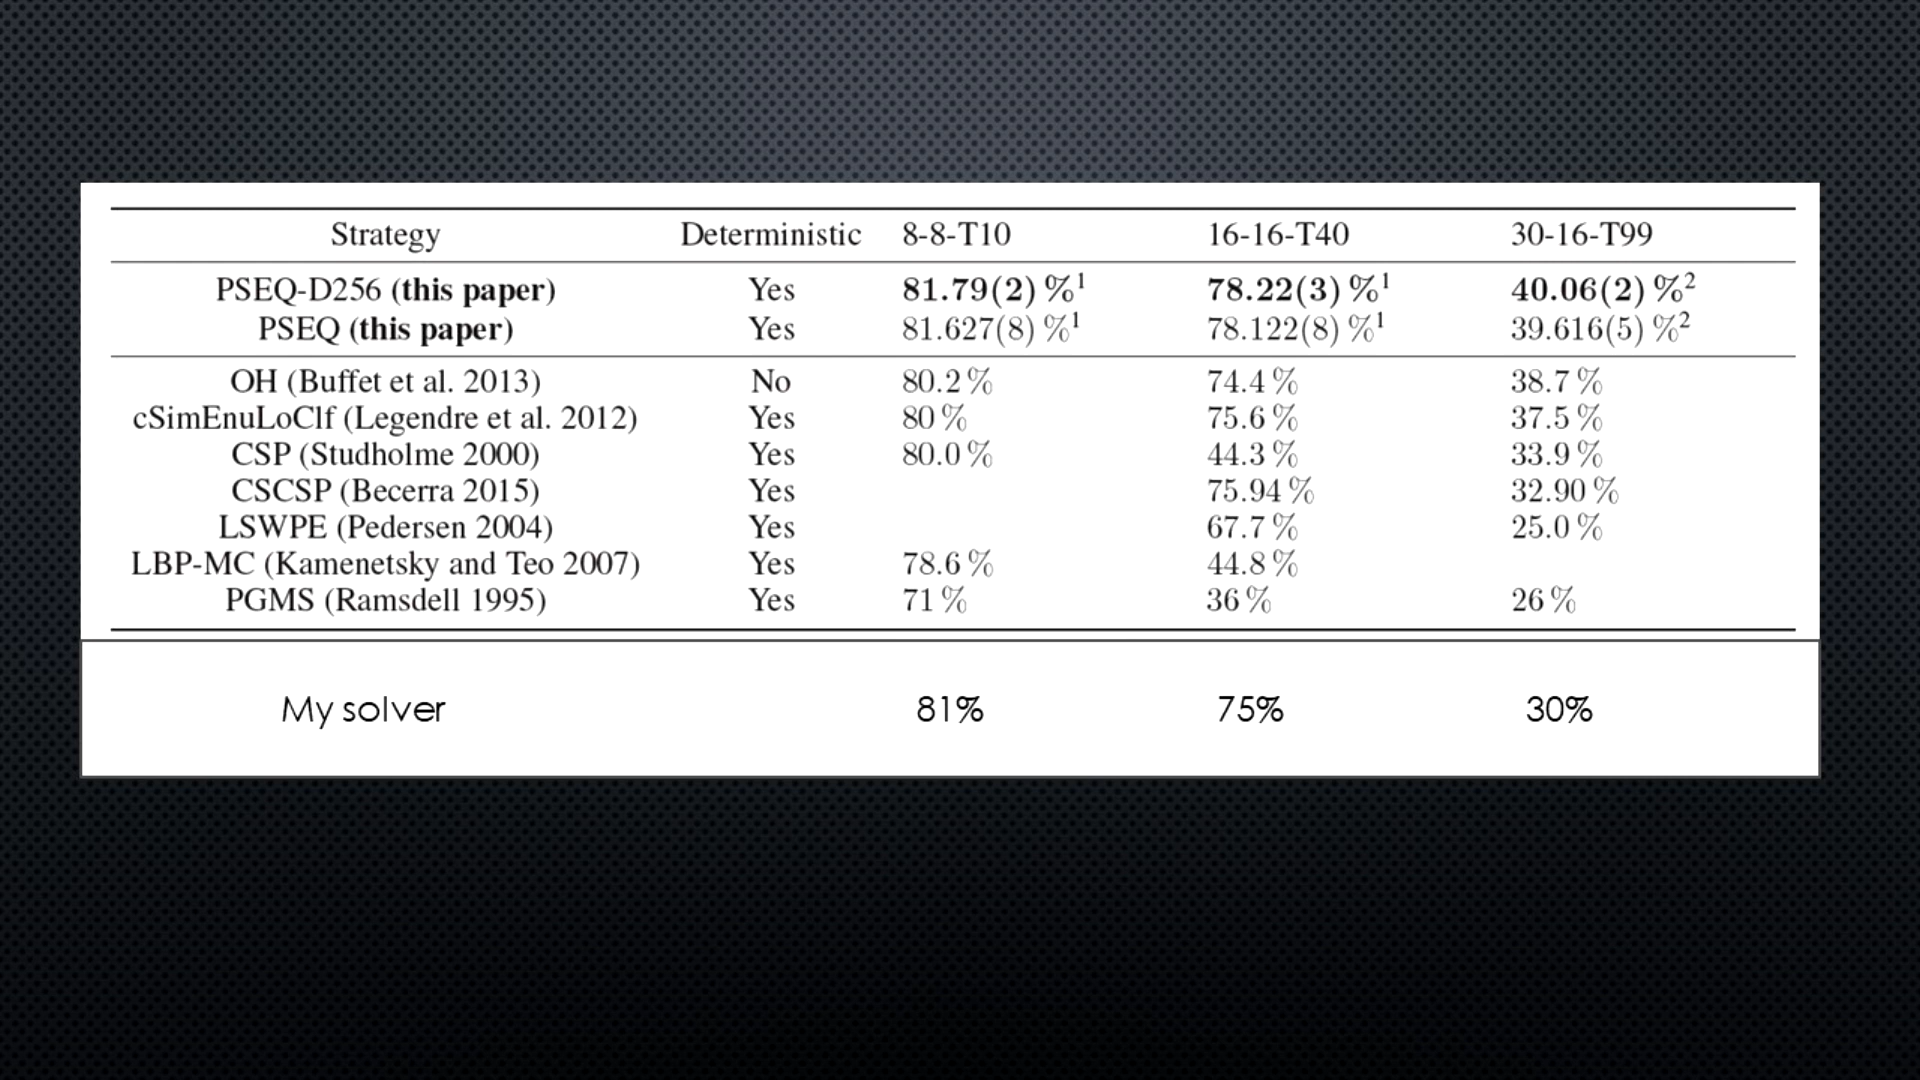 Strategy Deterministic 8-8-T10 16-16-T40 30-16-T99
PSEQ-D256 (this paper) Yes 81.79(2) %¹ 78.22(3) %¹ 40.06(2) %²
PSEQ (this paper) Yes 81.627(8) %¹ 78.122(8) %¹ 39.616(5) %²
OH (Buffet et al. 2013) No 80.2 % 74.4 % 38.7 %
cSimEnuLoClf (Legendre et al. 2012) Yes 80 % 75.6 % 37.5 %
CSP (Studholme 2000) Yes 80.0 % 44.3 % 33.9 %
CSCSP (Becerra 2015) Yes 75.94 % 32.90 %
LSWPE (Pedersen 2004) Yes 67.7 % 25.0 %
LBP-MC (Kamenetsky and Teo 2007) Yes 78.6 % 44.8 %
PGMS (Ramsdell 1995) Yes 71 % 36 % 26 %
My solver 81% 75% 30%